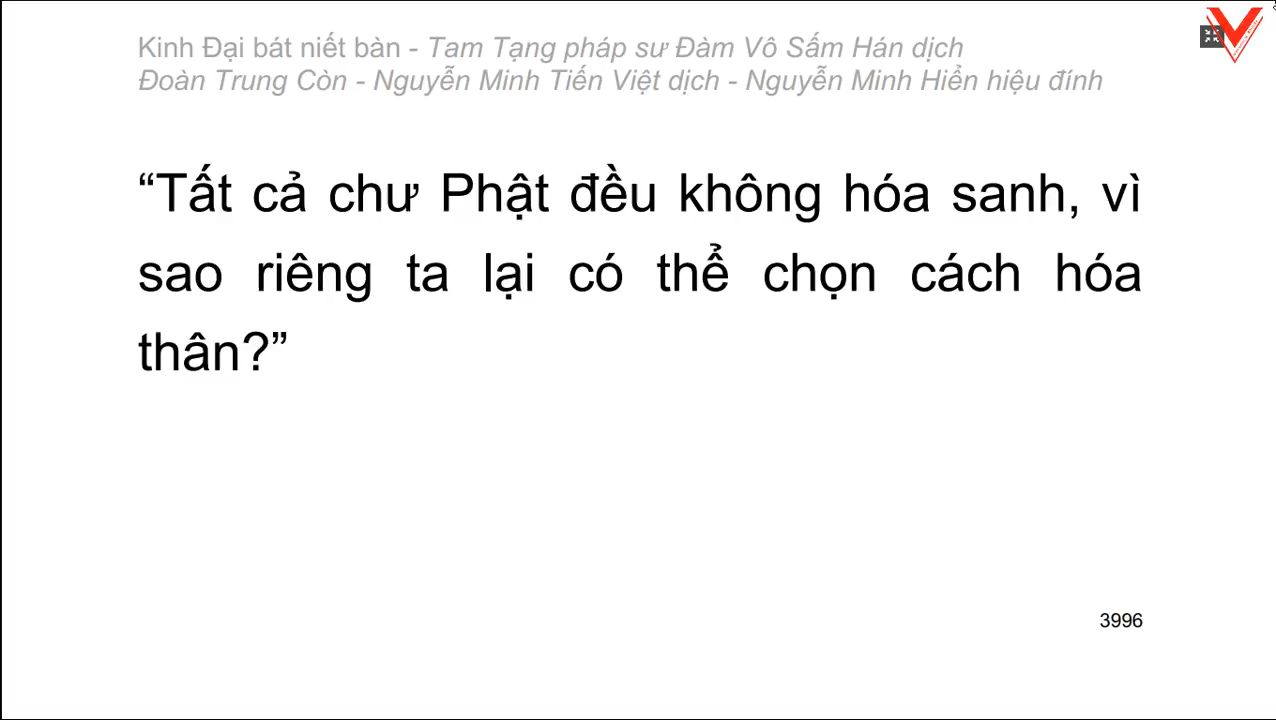 Kinh Đại bát niết bàn - Tam Tạng pháp sư Đàm Vô Sấm Hán dịch
Đoàn Trung Còn - Nguyễn Minh Tiến Việt dịch - Nguyễn Minh Hiển hiệu đính
“Tất cả chư Phật đều không hóa sanh, vì
sao riêng ta lại có thể chọn cách hóa
thân?”
3996